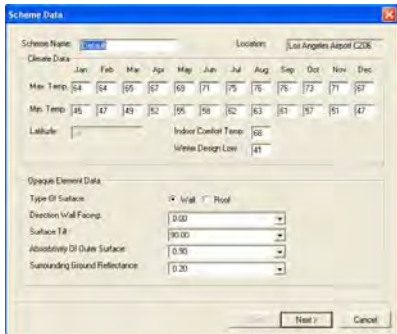 Scheme Data
Scheme Name: Default Location: Los Angeles Airport C206
Climate Data
Jan Feb Mar Apr May Jun Jul Aug Sep Oct Nov Dec
Max. Temp. 64 64 65 67 69 71 75 76 76 73 71 67
Min. Temp. 46 47 49 52 55 58 62 63 61 57 51 47
Latitude: Indoor Comfort Temp: 68
Winter Design Low: 41
Opaque Element Data
Type Of Surface: Wall Roof
Direction Wall Facing: 0.00
Surface Tilt: 90.00
Absorbtivity Of Outer Surface: 0.90
Surrounding Ground Reflectance: 0.20
Next > Cancel